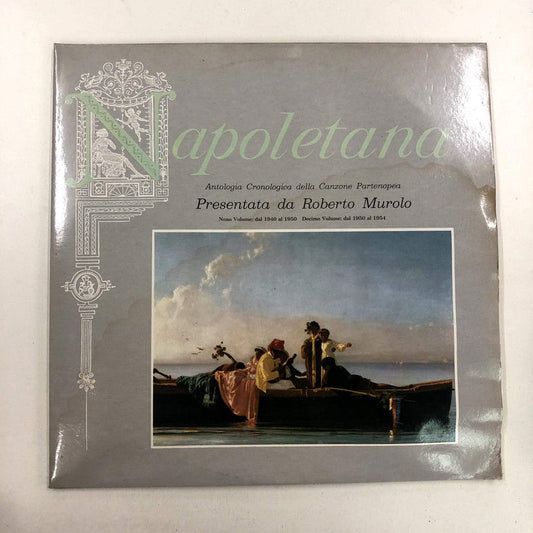 Napoletana
Antologia Cronologica della Canzone Partenopea
Presentata da Roberto Murolo
Nono Volume: dal 1940 al 1950 Decimo Volume: dal 1950 al 1954